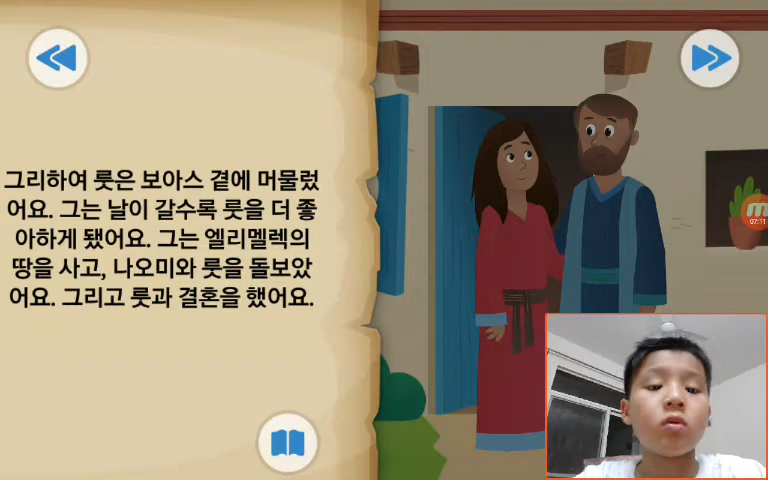 그리하여 룻은 보아스 곁에 머물렀
어요. 그는 날이 갈수록 룻을 더 좋
아하게 됐어요. 그는 엘리멜렉의
땅을 사고, 나오미와 룻을 돌보았
어요. 그리고 룻과 결혼을 했어요.
07:11